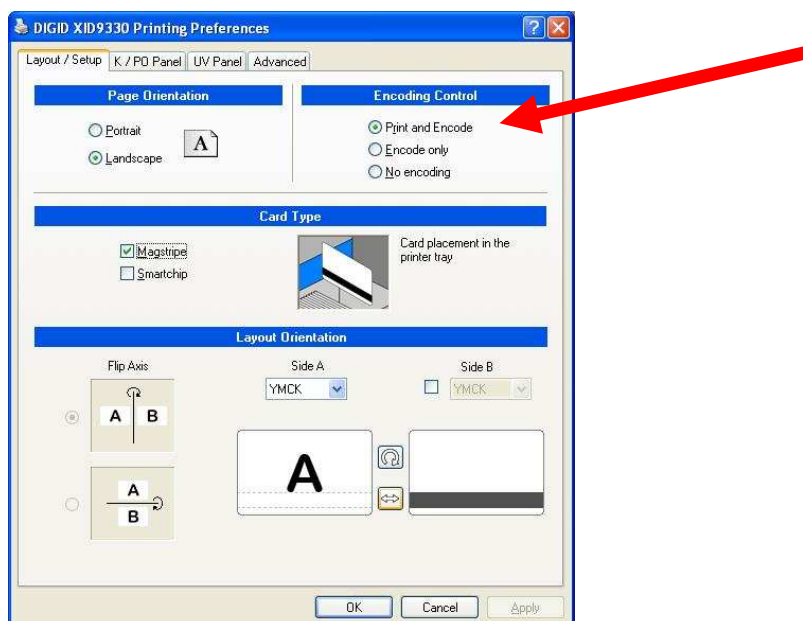 DIGID XID9330 Printing Preferences
Layout / Setup K / PO Panel UV Panel Advanced
Page Orientation
Portrait
Landscape
A
Encoding Control
Print and Encode
Encode only
No encoding
Card Type
Magstripe
Smartchip
Card placement in the
printer tray
Layout Orientation
Flip Axis Side A Side B
YMCK YMCK
A B
A
B
A
OK Cancel Apply